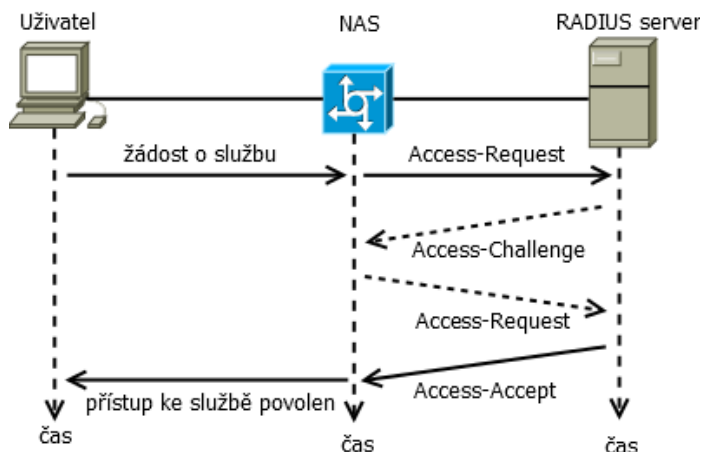 Uživatel
NAS
RADIUS server
žádost o službu
Access-Request
Access-Challenge
Access-Request
Access-Accept
přístup ke službě povolen
čas
čas
čas